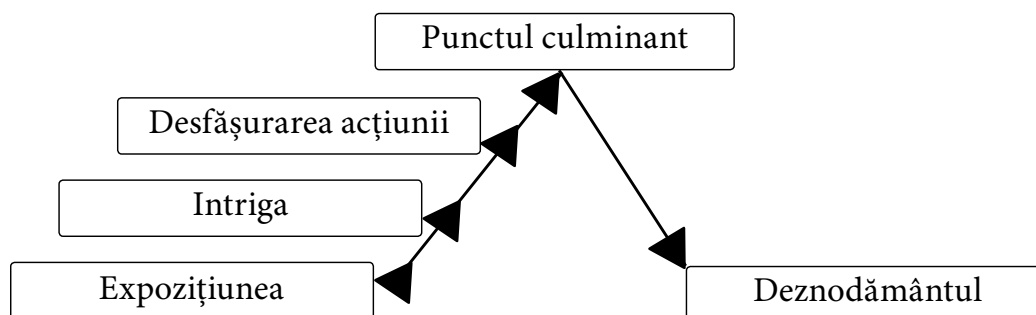 Punctul culminant
Desfășurarea acțiunii
Intriga
Expozițiunea
Deznodământul